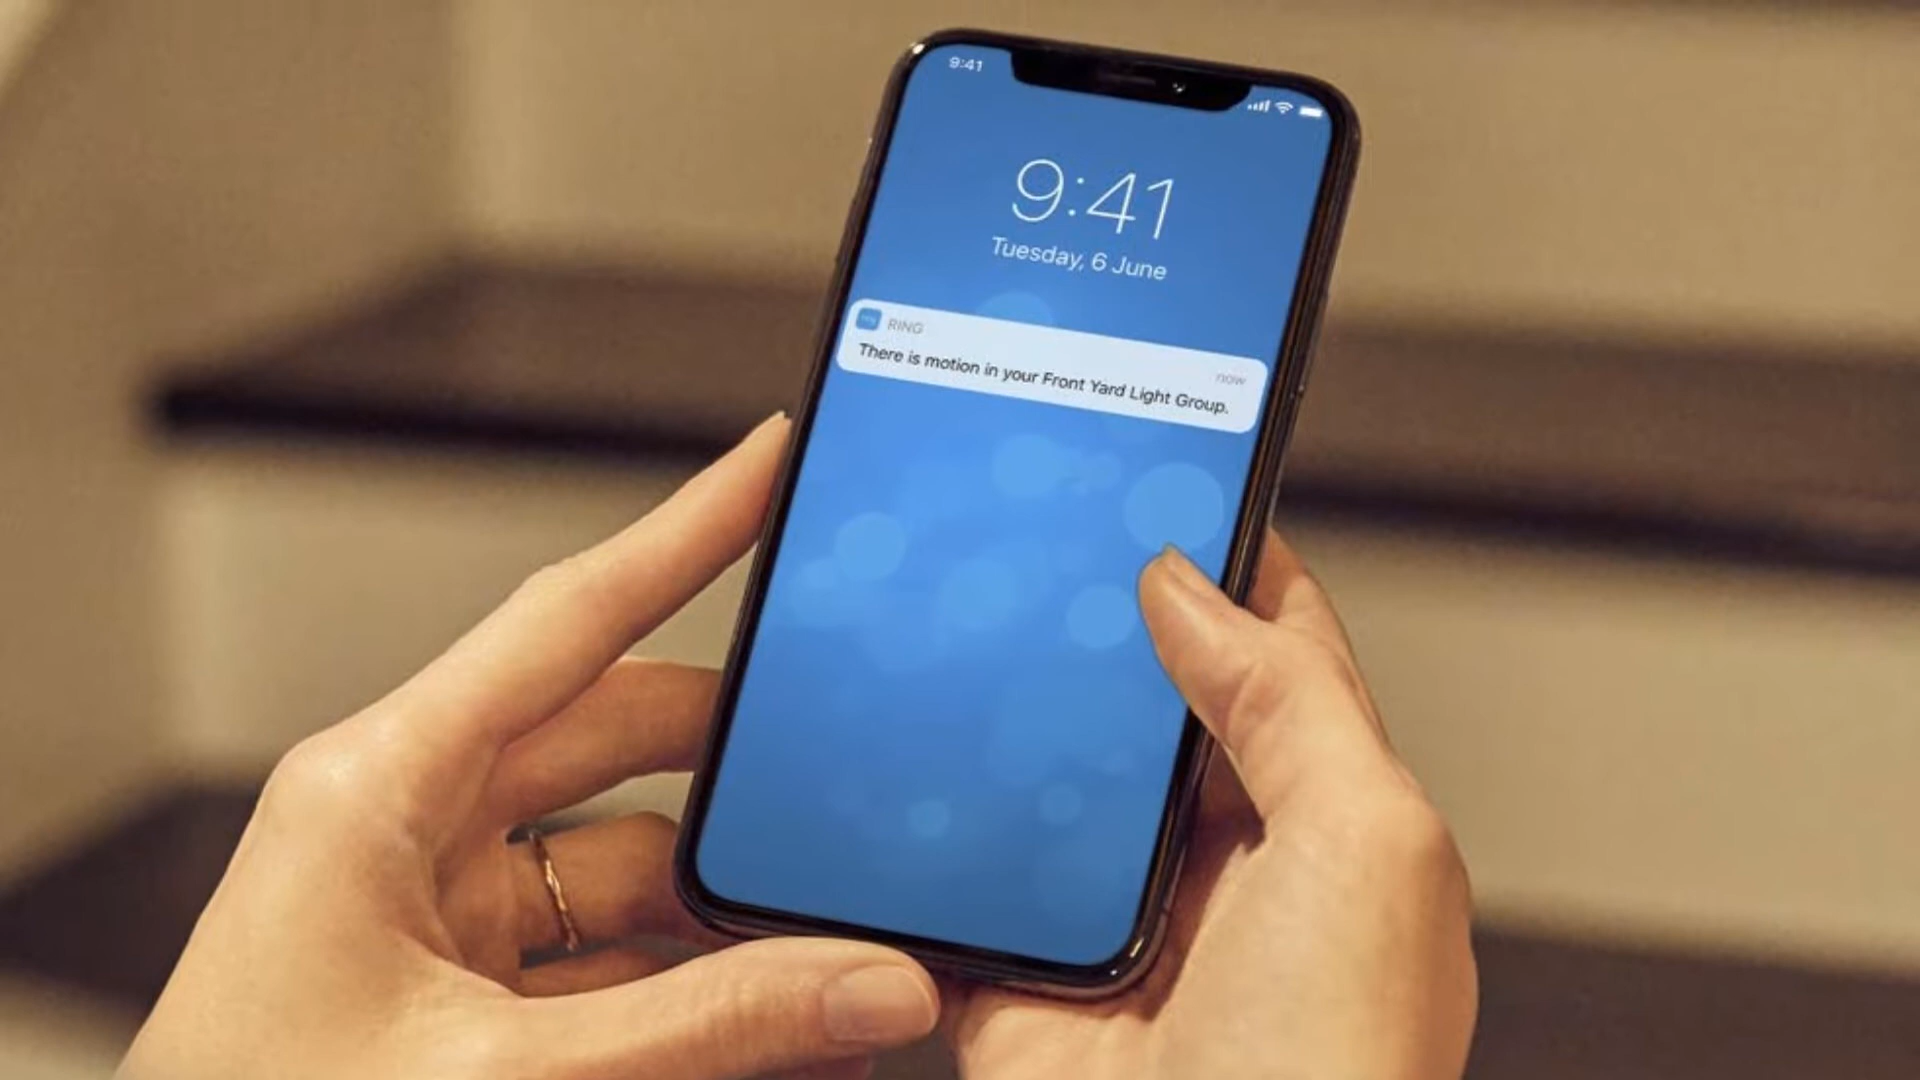 9:41
9:41
Tuesday, 6 June
RING
now
There is motion in your Front Yard Light Group.